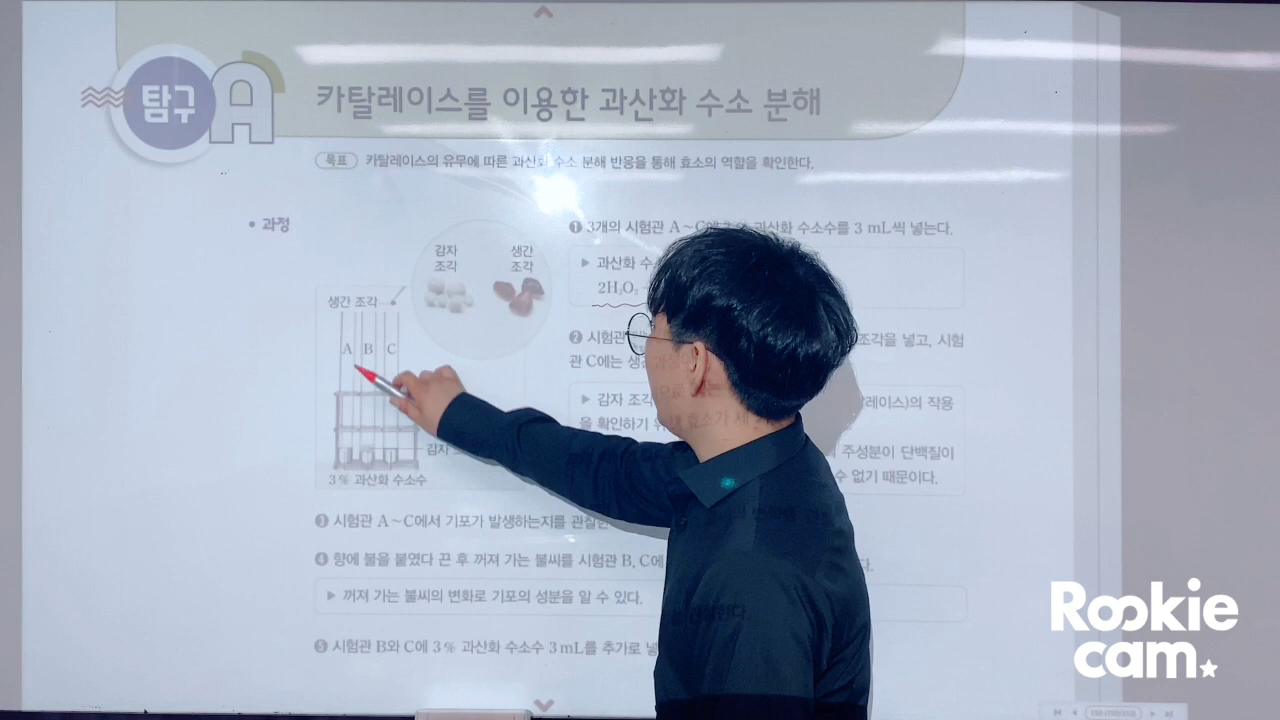 탐구
A
카탈레이스를 이용한 과산화 수소 분해
목표 카탈레이스의 유무에 따른 과산화 수소 분해 반응을 통해 효소의 역할을 확인한다.
• 과정
감자 조각
생간 조각
생간 조각
A B C
감자
3 % 과산화 수소수
❶ 3개의 시험관 A~C에 과산화 수소수를 3 mL씩 넣는다.
▶ 과산화 수
2H₂O₂
❷ 시험관 조각을 넣고, 시험
관 C에는 생간
▶ 감자 조각 레이스)의 작용
을 확인하기 위해 효소가
주성분이 단백질이
수 없기 때문이다.
❸ 시험관 A~C에서 기포가 발생하는지를
❹ 향에 불을 붙였다 끈 후 꺼져 가는 불씨를 시험관 B, C에 다.
▶ 꺼져 가는 불씨의 변화로 기포의 성분을 알 수 있다.
❺ 시험관 B와 C에 3 % 과산화 수소수 3 mL를 추가로
Rookie
cam.